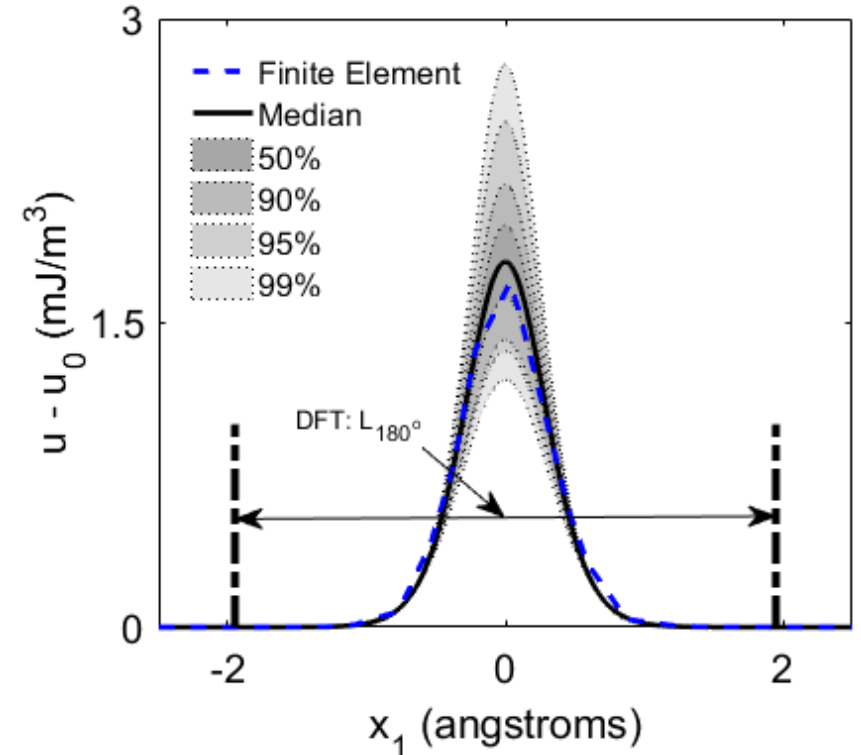 3
Finite Element
Median
50%
90%
95%
99%
u - u₀ (mJ/m³)
1.5
DFT: L₁₈₀°
0
-2 0 2
x₁ (angstroms)